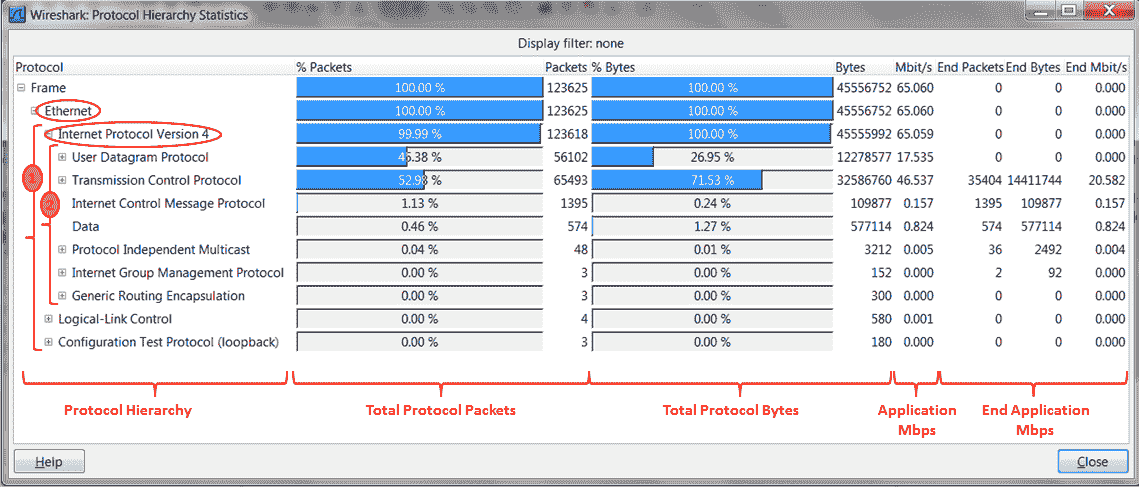 Wireshark: Protocol Hierarchy Statistics
Display filter: none
Protocol % Packets Packets % Bytes Bytes Mbit/s End Packets End Bytes End Mbit/s
Frame 100.00 % 123625 100.00 % 45556752 65.060 0 0 0.000
Ethernet 100.00 % 123625 100.00 % 45556752 65.060 0 0 0.000
Internet Protocol Version 4 99.99 % 123618 100.00 % 45555992 65.059 0 0 0.000
User Datagram Protocol 45.38 % 56102 26.95 % 12278577 17.535 0 0 0.000
1 2 Transmission Control Protocol 52.98 % 65493 71.53 % 32586760 46.537 35404 14411744 20.582
Internet Control Message Protocol 1.13 % 1395 0.24 % 109877 0.157 1395 109877 0.157
Data 0.46 % 574 1.27 % 577114 0.824 574 577114 0.824
Protocol Independent Multicast 0.04 % 48 0.01 % 3212 0.005 36 2492 0.004
Internet Group Management Protocol 0.00 % 3 0.00 % 152 0.000 2 92 0.000
Generic Routing Encapsulation 0.00 % 3 0.00 % 300 0.000 0 0 0.000
Logical-Link Control 0.00 % 4 0.00 % 580 0.001 0 0 0.000
Configuration Test Protocol (loopback) 0.00 % 3 0.00 % 180 0.000 0 0 0.000
Protocol Hierarchy Total Protocol Packets Total Protocol Bytes Application End Application
Mbps Mbps
Help Close